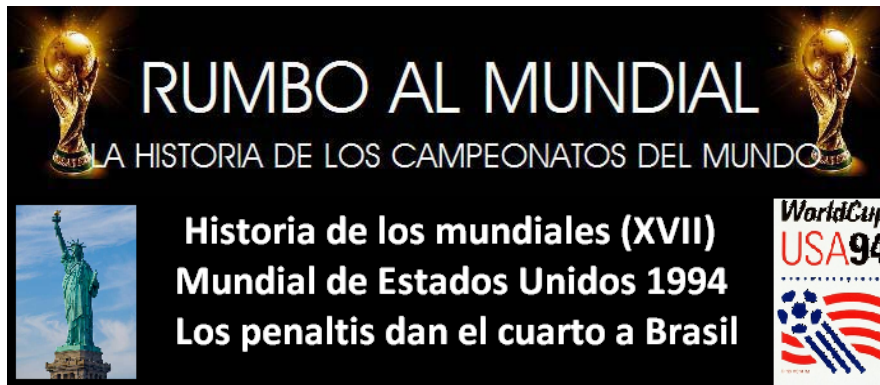 RUMBO AL MUNDIAL
LA HISTORIA DE LOS CAMPEONATOS DEL MUNDO
Historia de los mundiales (XVII)
Mundial de Estados Unidos 1994
Los penaltis dan el cuarto a Brasil
WorldCup
USA94